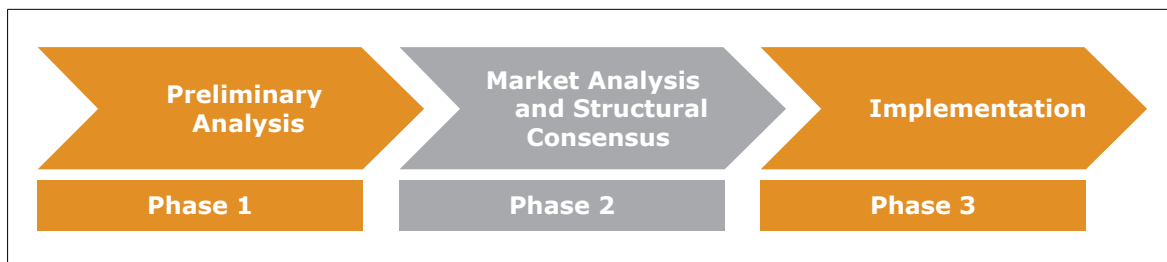 Preliminary
Analysis
Market Analysis
and Structural
Consensus
Implementation
Phase 1
Phase 2
Phase 3